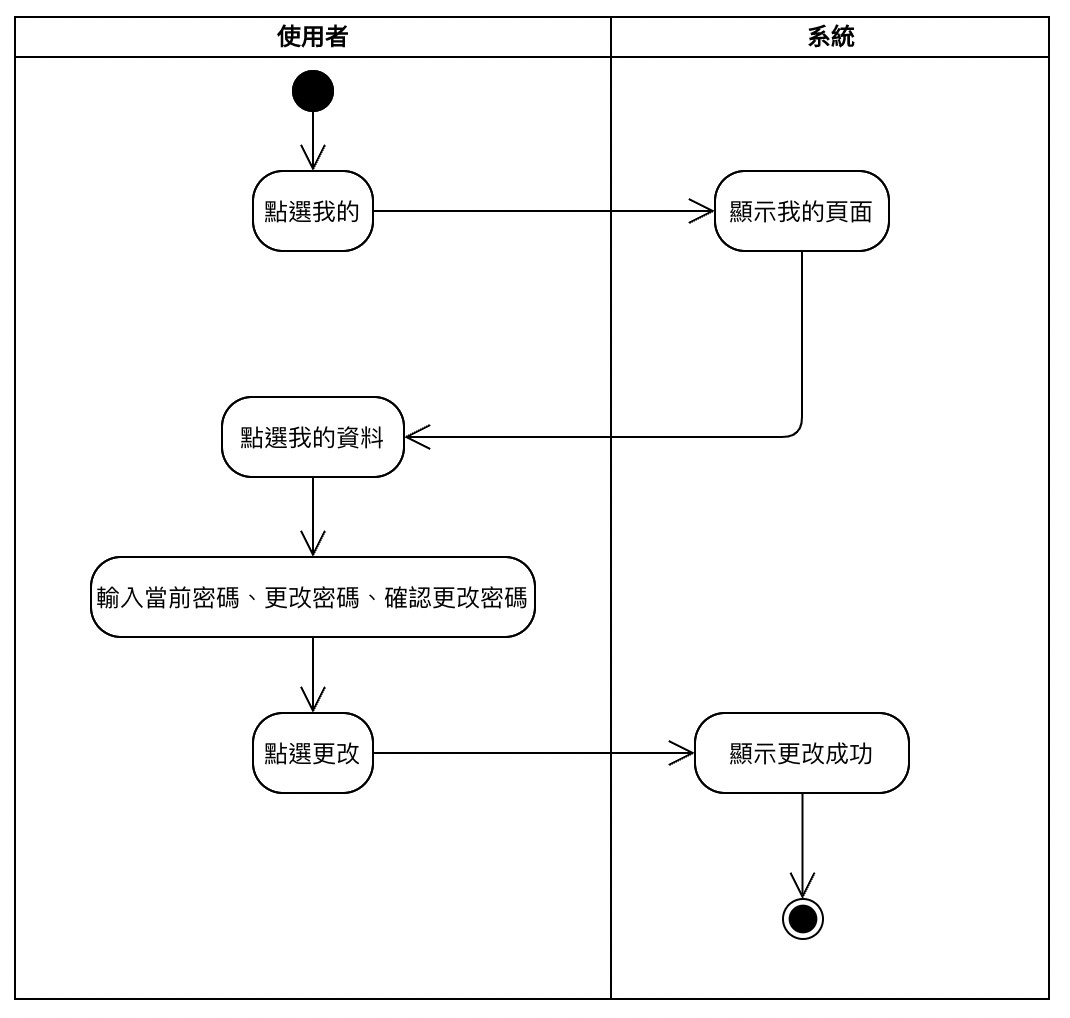 使用者
系統
點選我的
顯示我的頁面
點選我的資料
輸入當前密碼、更改密碼、確認更改密碼
點選更改
顯示更改成功